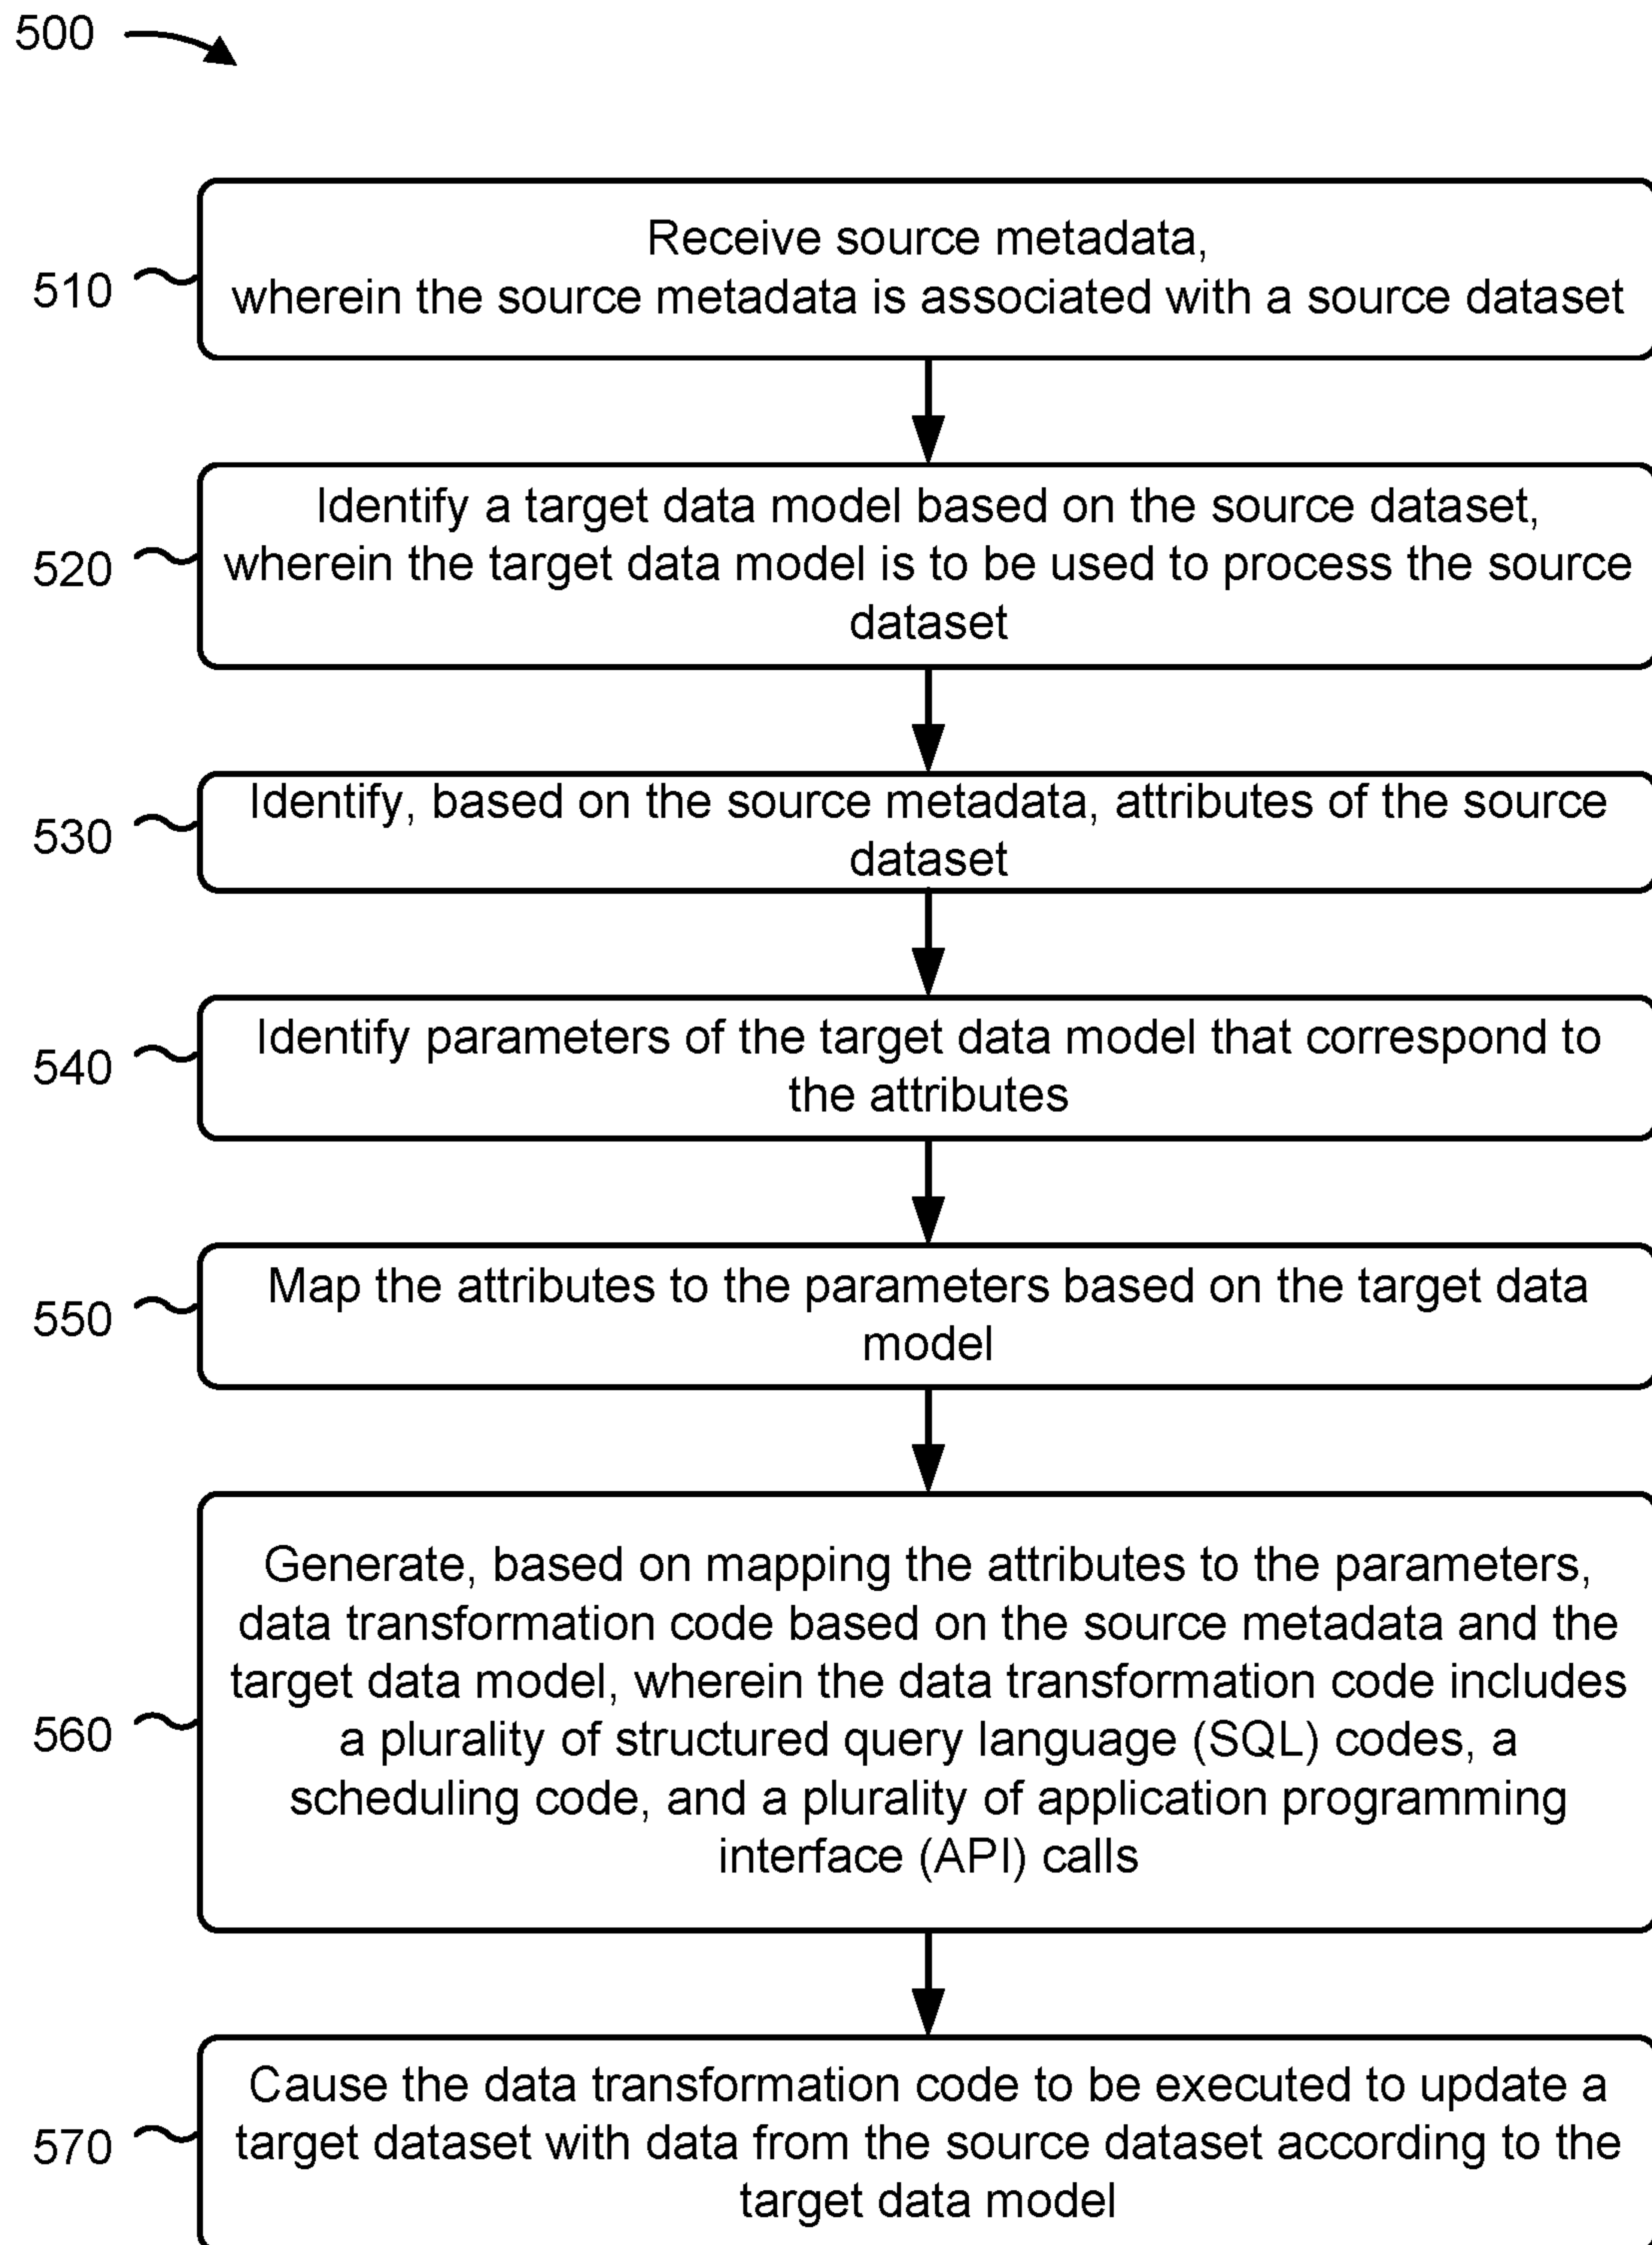 500
510
Receive source metadata,
wherein the source metadata is associated with a source dataset
520
Identify a target data model based on the source dataset,
wherein the target data model is to be used to process the source
dataset
530
Identify, based on the source metadata, attributes of the source
dataset
540
Identify parameters of the target data model that correspond to
the attributes
550
Map the attributes to the parameters based on the target data
model
560
Generate, based on mapping the attributes to the parameters,
data transformation code based on the source metadata and the
target data model, wherein the data transformation code includes
a plurality of structured query language (SQL) codes, a
scheduling code, and a plurality of application programming
interface (API) calls
570
Cause the data transformation code to be executed to update a
target dataset with data from the source dataset according to the
target data model